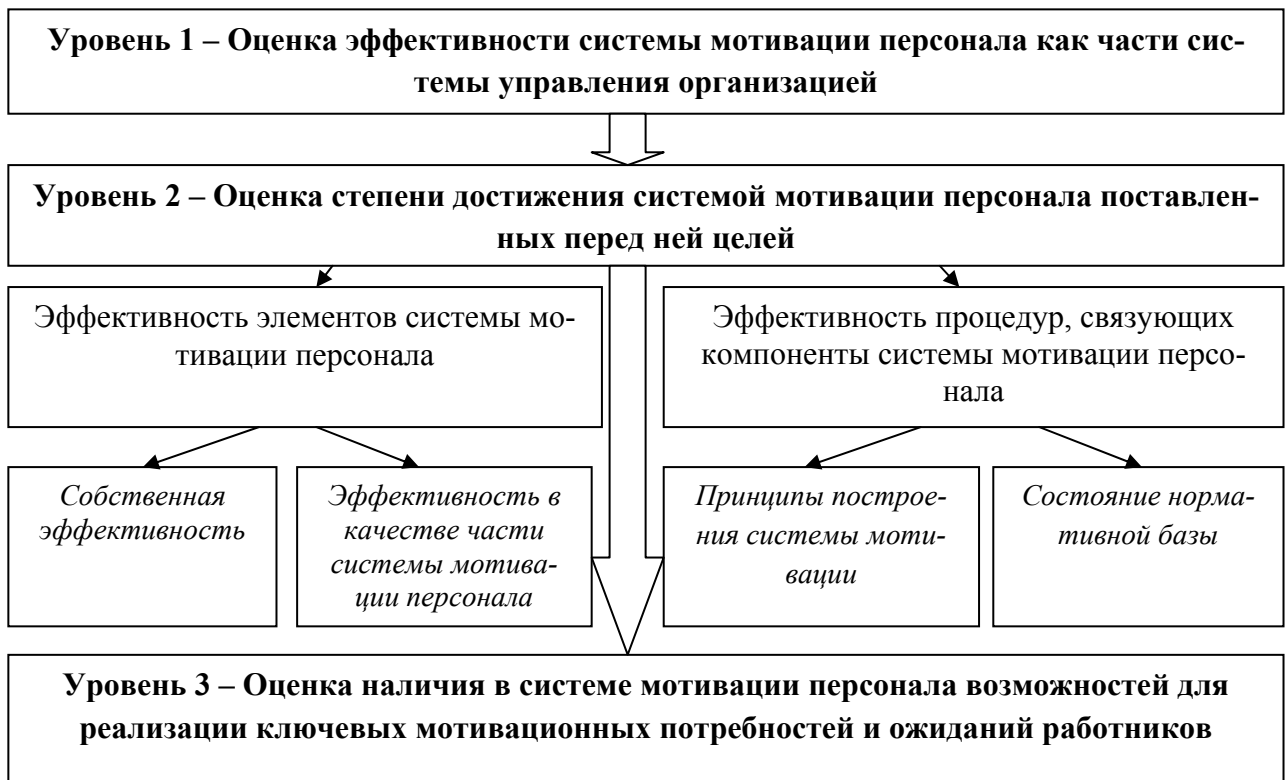 Уровень 1 – Оценка эффективности системы мотивации персонала как части сис-
темы управления организацией
Уровень 2 – Оценка степени достижения системой мотивации персонала поставлен-
ных перед ней целей
Эффективность элементов системы мо-
тивации персонала
Эффективность процедур, связующих
компоненты системы мотивации персо-
нала
Собственная
эффективность
Эффективность в
качестве части
системы мотива-
ции персонала
Принципы построе-
ния системы моти-
вации
Состояние норма-
тивной базы
Уровень 3 – Оценка наличия в системе мотивации персонала возможностей для
реализации ключевых мотивационных потребностей и ожиданий работников